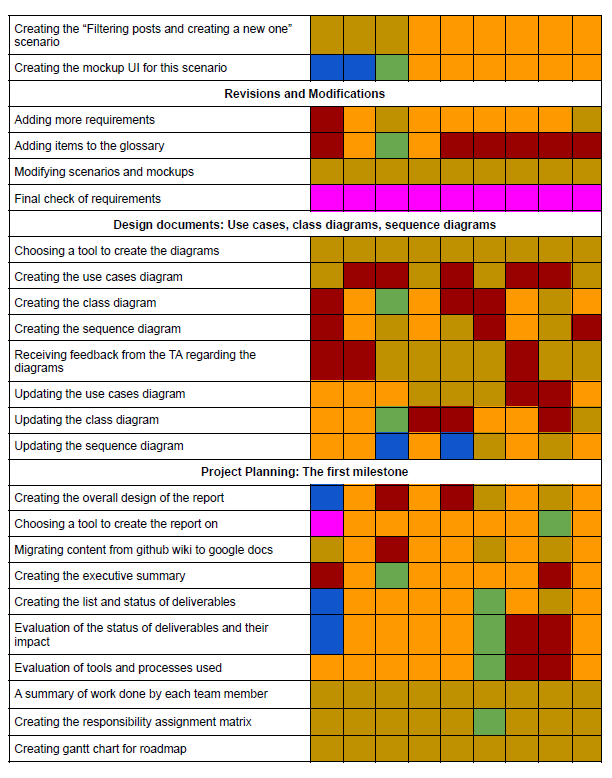 Creating the “Filtering posts and creating a new one”
scenario
Creating the mockup UI for this scenario
Revisions and Modifications
Adding more requirements
Adding items to the glossary
Modifying scenarios and mockups
Final check of requirements
Design documents: Use cases, class diagrams, sequence diagrams
Choosing a tool to create the diagrams
Creating the use cases diagram
Creating the class diagram
Creating the sequence diagram
Receiving feedback from the TA regarding the
diagrams
Updating the use cases diagram
Updating the class diagram
Updating the sequence diagram
Project Planning: The first milestone
Creating the overall design of the report
Choosing a tool to create the report on
Migrating content from github wiki to google docs
Creating the executive summary
Creating the list and status of deliverables
Evaluation of the status of deliverables and their
impact
Evaluation of tools and processes used
A summary of work done by each team member
Creating the responsibility assignment matrix
Creating gantt chart for roadmap